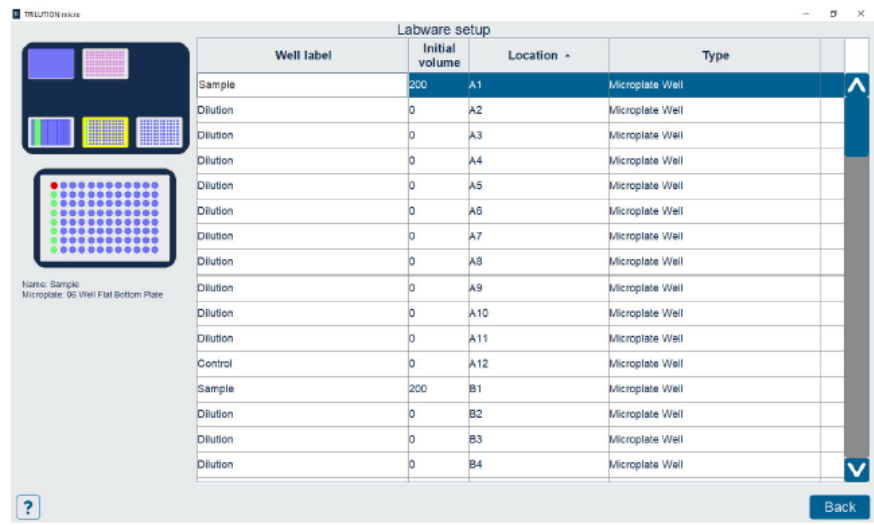 TRILUTION micro
Labware setup
Well label Initial volume Location Type
Sample 200 A1 Microplate Well
Dilution 0 A2 Microplate Well
Dilution 0 A3 Microplate Well
Dilution 0 A4 Microplate Well
Dilution 0 A5 Microplate Well
Dilution 0 A6 Microplate Well
Dilution 0 A7 Microplate Well
Dilution 0 A8 Microplate Well
Dilution 0 A9 Microplate Well
Dilution 0 A10 Microplate Well
Dilution 0 A11 Microplate Well
Control 0 A12 Microplate Well
Sample 200 B1 Microplate Well
Dilution 0 B2 Microplate Well
Dilution 0 B3 Microplate Well
Dilution 0 B4 Microplate Well
Name: Sample
Microplate: 96 Well Flat Bottom Plate
? Back